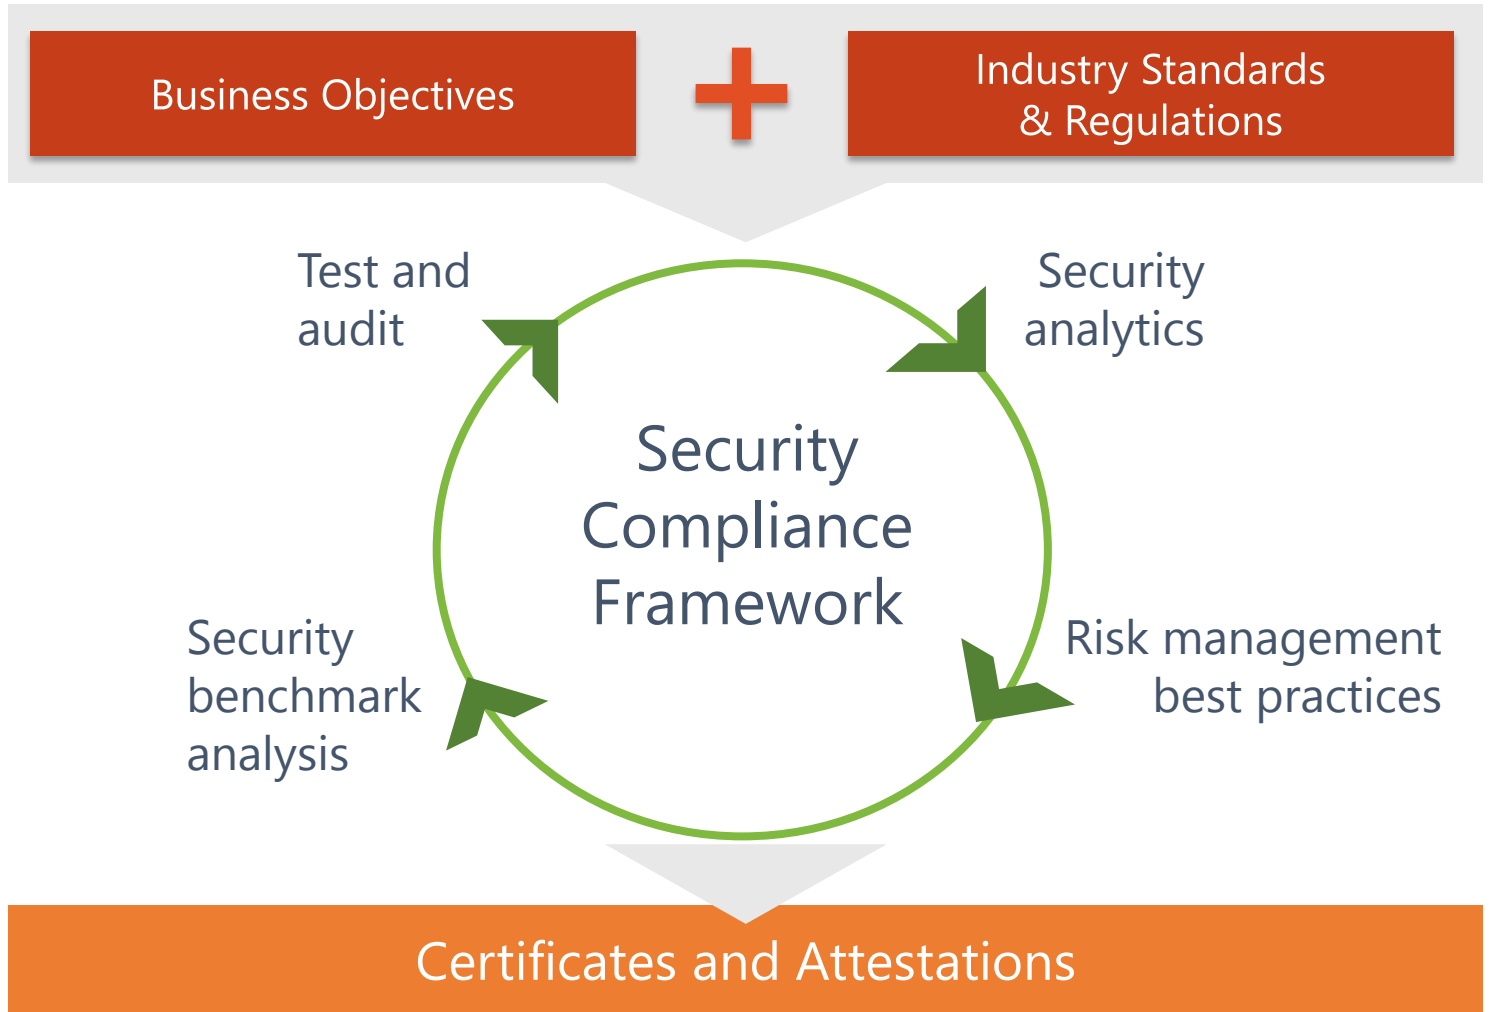 Business Objectives
Industry Standards
& Regulations
Test and
audit
Security
analytics
Security
Compliance
Framework
Security
benchmark
analysis
Risk management
best practices
Certificates and Attestations